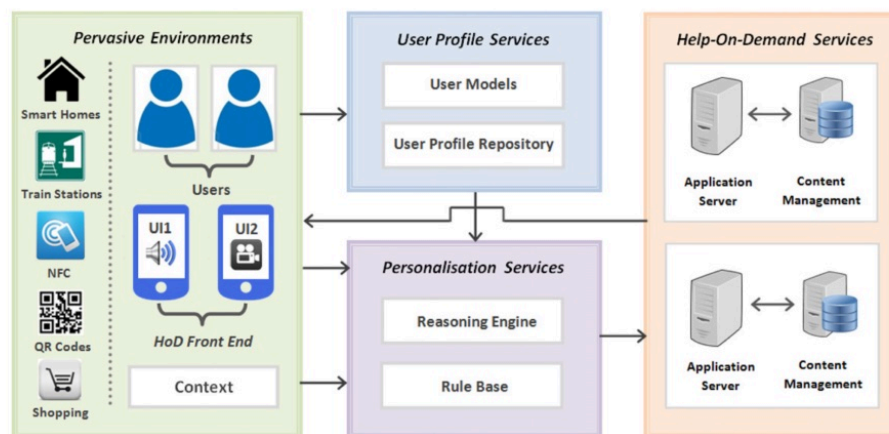 Pervasive Environments
Smart Homes
Train Stations
NFC
QR Codes
Shopping
Users
UI1
UI2
HoD Front End
Context
User Profile Services
User Models
User Profile Repository
Personalisation Services
Reasoning Engine
Rule Base
Help-On-Demand Services
Application
Server
Content
Management
Application
Server
Content
Management